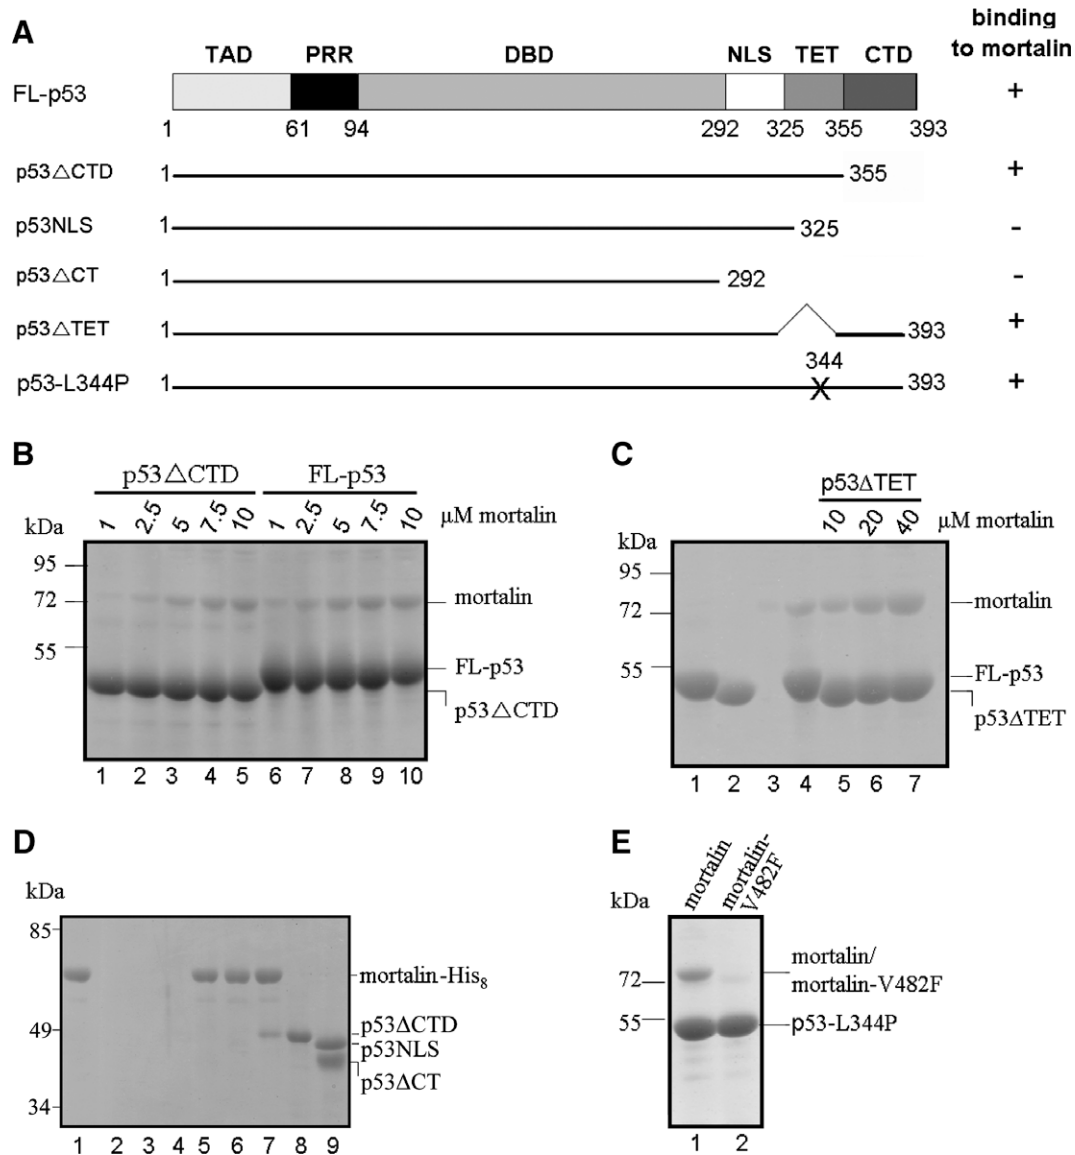 A
binding to mortalin
TAD PRR DBD NLS TET CTD
FL-p53 +
1 61 94 292 325 355 393
p53△CTD 1 355 +
p53NLS 1 325 -
p53△CT 1 292 -
p53△TET 1 393 +
344
p53-L344P 1 X 393 +
B
p53△CTD FL-p53
1 2.5 5 7.5 10 1 2.5 5 7.5 10 μM mortalin
kDa
95
72
55
mortalin
FL-p53
p53△CTD
1 2 3 4 5 6 7 8 9 10
C
p53ΔTET
10 20 40 μM mortalin
kDa
95
72
55
mortalin
FL-p53
p53ΔTET
1 2 3 4 5 6 7
D
kDa
85
49
34
mortalin-His8
p53ΔCTD
p53NLS
p53ΔCT
1 2 3 4 5 6 7 8 9
E
mortalin
mortalin-
V482F
kDa
72
55
mortalin/
mortalin-V482F
p53-L344P
1 2